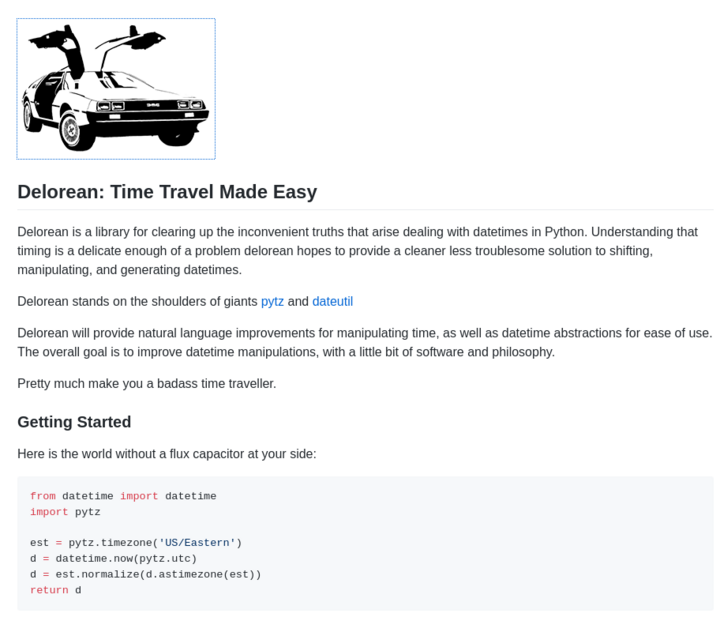 Delorean: Time Travel Made Easy
Delorean is a library for clearing up the inconvenient truths that arise dealing with datetimes in Python. Understanding that
timing is a delicate enough of a problem delorean hopes to provide a cleaner less troublesome solution to shifting,
manipulating, and generating datetimes.
Delorean stands on the shoulders of giants pytz and dateutil
Delorean will provide natural language improvements for manipulating time, as well as datetime abstractions for ease of use.
The overall goal is to improve datetime manipulations, with a little bit of software and philosophy.
Pretty much make you a badass time traveller.
Getting Started
Here is the world without a flux capacitor at your side:
from datetime import datetime
import pytz
est = pytz.timezone('US/Eastern')
d = datetime.now(pytz.utc)
d = est.normalize(d.astimezone(est))
return d